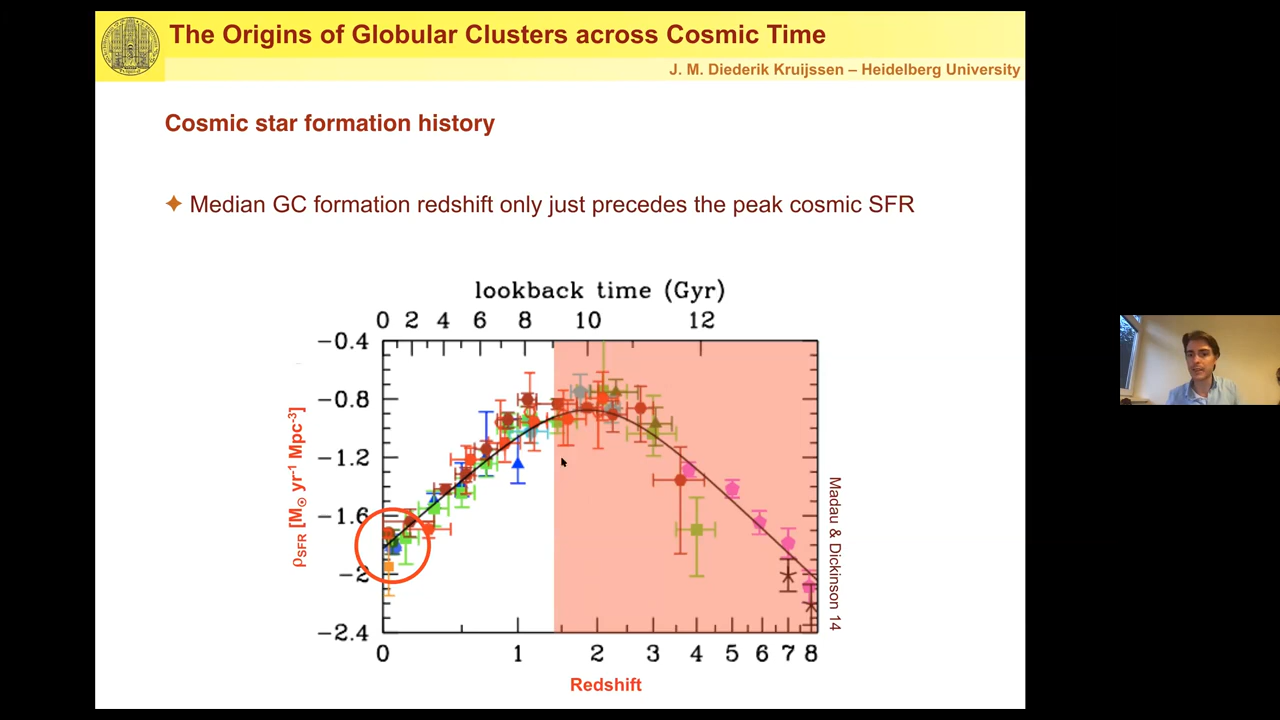 The Origins of Globular Clusters across Cosmic Time
J. M. Diederik Kruijssen – Heidelberg University
Cosmic star formation history
✦ Median GC formation redshift only just precedes the peak cosmic SFR
lookback time (Gyr)
0 2 4 6 8 10 12
−0.4
−0.8
−1.2
−1.6
−2
−2.4
ρSFR [M⊙ yr⁻¹ Mpc⁻³]
0 1 2 3 4 5 6 7 8
Redshift
Madau & Dickinson 14